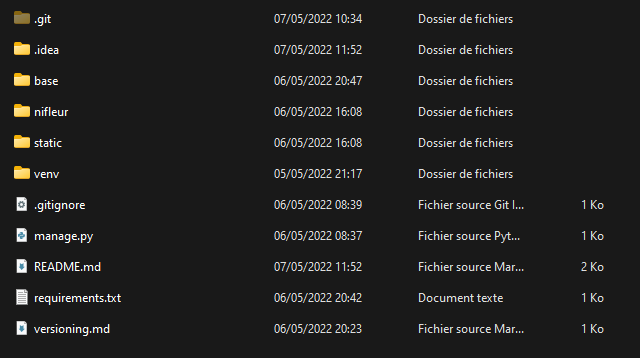 .git 07/05/2022 10:34 Dossier de fichiers
.idea 07/05/2022 11:52 Dossier de fichiers
base 06/05/2022 20:47 Dossier de fichiers
nifleur 06/05/2022 16:08 Dossier de fichiers
static 06/05/2022 16:08 Dossier de fichiers
venv 05/05/2022 21:17 Dossier de fichiers
.gitignore 06/05/2022 08:39 Fichier source Git I... 1 Ko
manage.py 06/05/2022 08:37 Fichier source Pyt... 1 Ko
README.md 07/05/2022 11:52 Fichier source Mar... 2 Ko
requirements.txt 06/05/2022 20:42 Document texte 1 Ko
versioning.md 06/05/2022 20:23 Fichier source Mar... 1 Ko